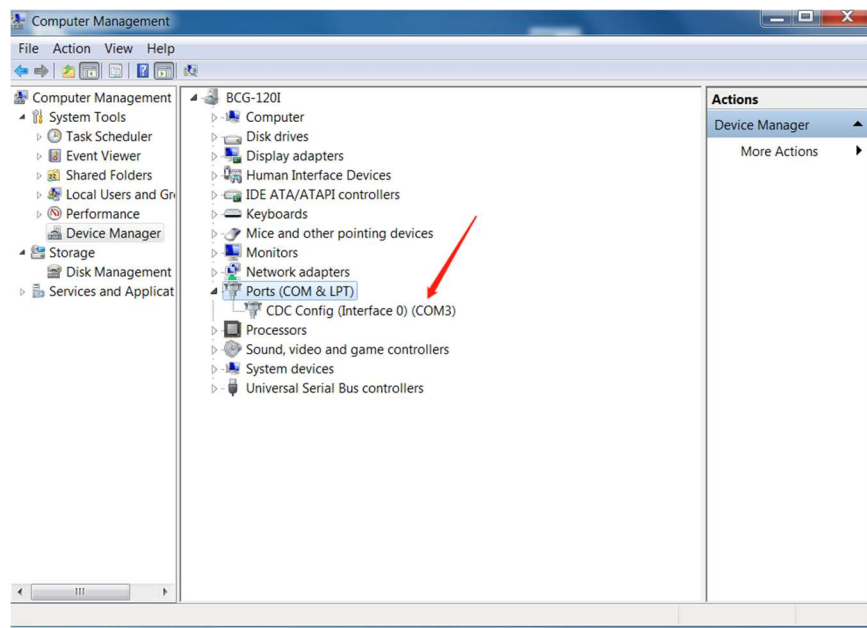 Computer Management
File Action View Help
Computer Management
System Tools
Task Scheduler
Event Viewer
Shared Folders
Local Users and Gr
Performance
Device Manager
Storage
Disk Management
Services and Applicat
BCG-120I
Computer
Disk drives
Display adapters
Human Interface Devices
IDE ATA/ATAPI controllers
Keyboards
Mice and other pointing devices
Monitors
Network adapters
Ports (COM & LPT)
CDC Config (Interface 0) (COM3)
Processors
Sound, video and game controllers
System devices
Universal Serial Bus controllers
Actions
Device Manager
More Actions